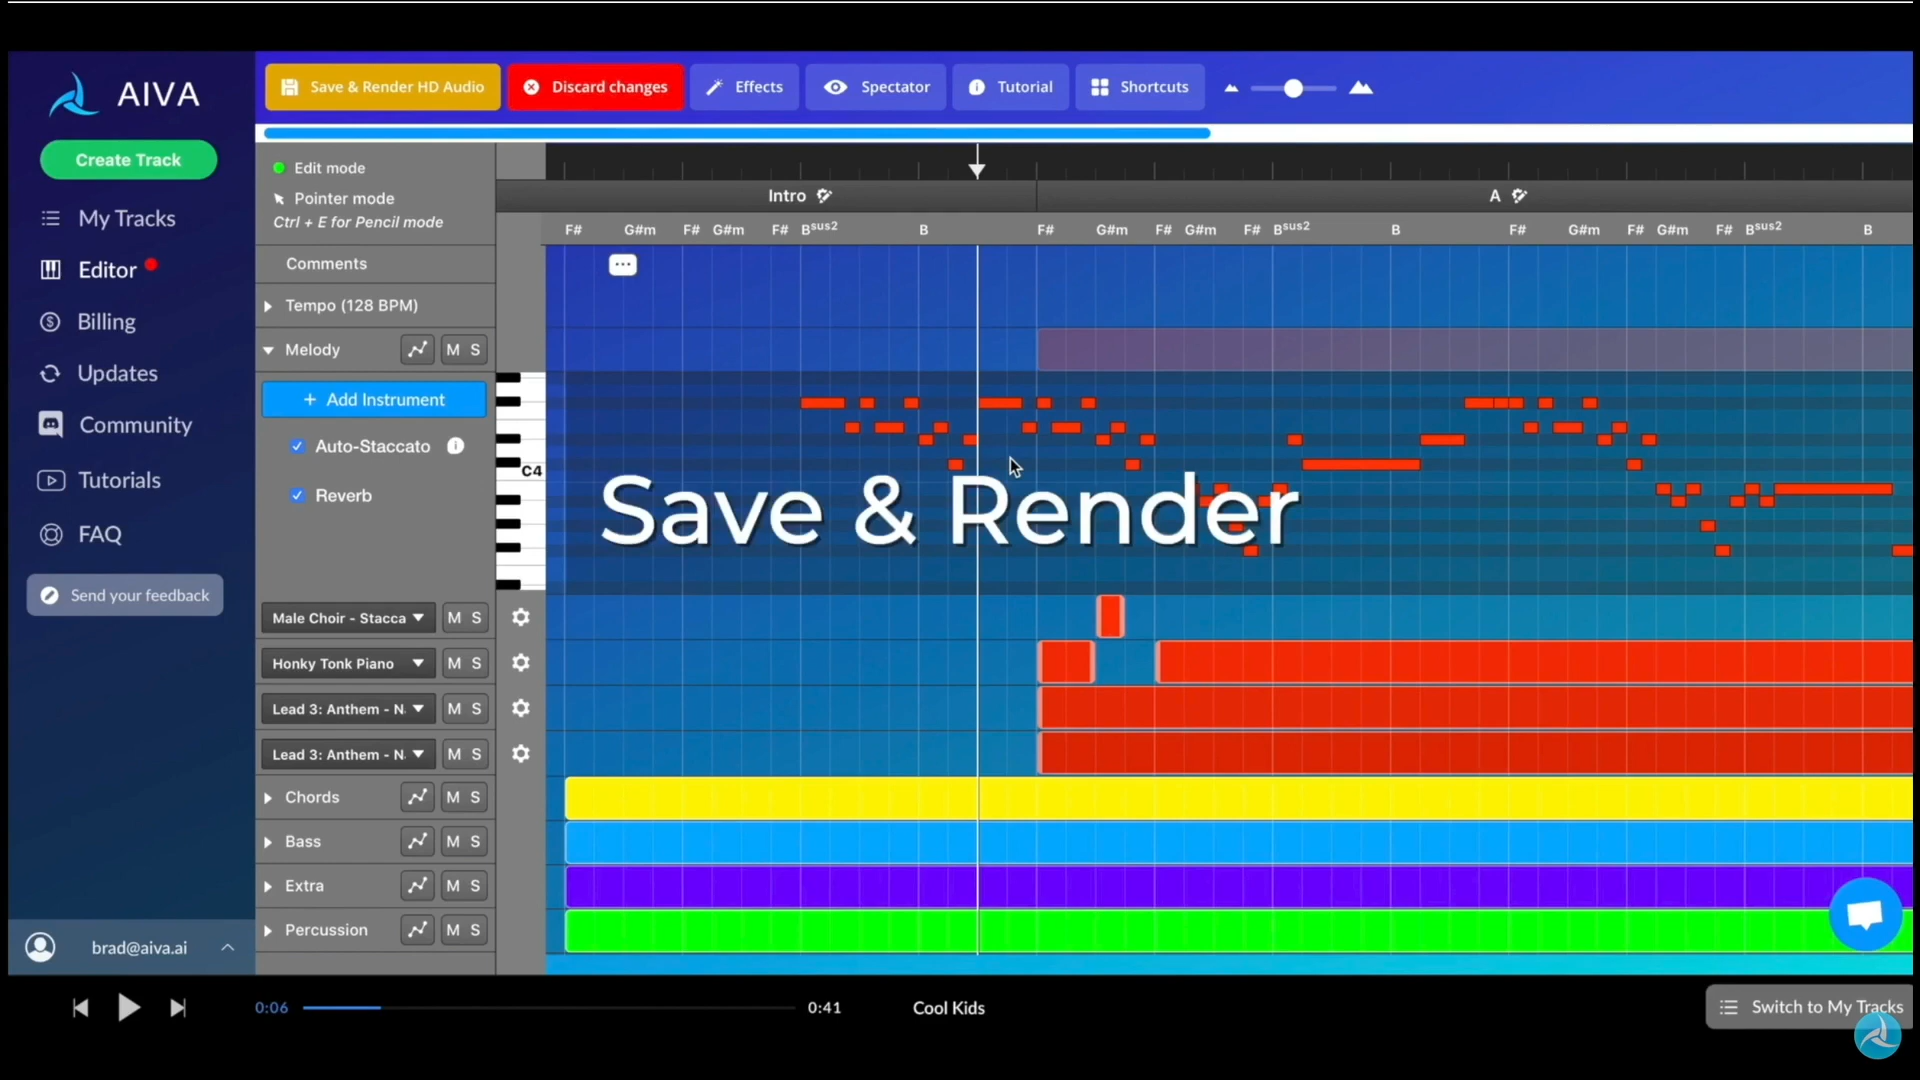 AIVA
Save & Render HD Audio
Discard changes
Effects
Spectator
Tutorial
Shortcuts
Create Track
My Tracks
Editor
Billing
Updates
Community
Tutorials
FAQ
Send your feedback
brad@aiva.ai
Edit mode
Pointer mode
Ctrl + E for Pencil mode
Intro
A
F# G#m F# G#m F# Bsus2 B F# G#m F# G#m F# Bsus2 B F# G#m F# G#m F# Bsus2 B
Comments
Tempo (128 BPM)
Melody M S
+ Add Instrument
Auto-Staccato
Reverb
C4
Save & Render
Male Choir - Stacca M S
Honky Tonk Piano M S
Lead 3: Anthem - N. M S
Lead 3: Anthem - N. M S
Chords M S
Bass M S
Extra M S
Percussion M S
0:06
0:41
Cool Kids
Switch to My Tracks